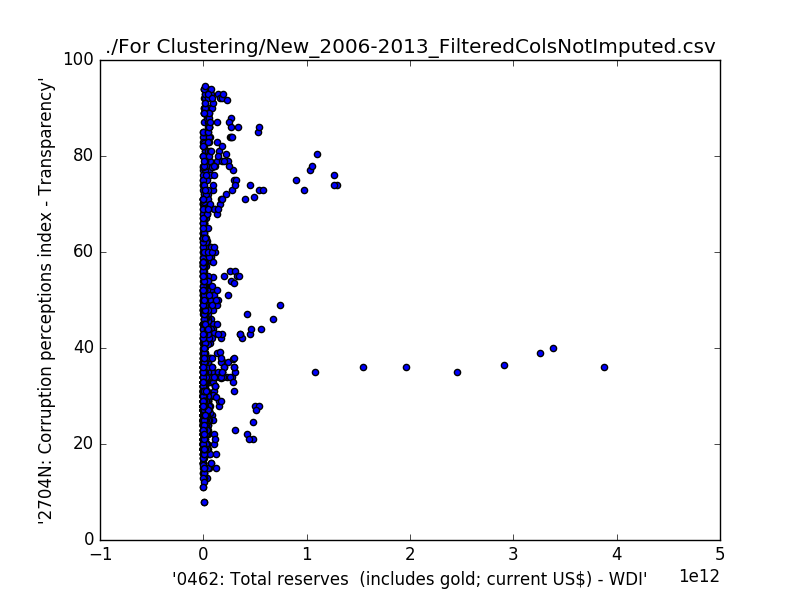 ./For Clustering/New_2006-2013_FilteredColsNotImputed.csv
100
80
60
40
20
0
'2704N: Corruption perceptions index - Transparency'
−1 0 1 2 3 4 5
1e12
'0462: Total reserves  (includes gold; current US$) - WDI'